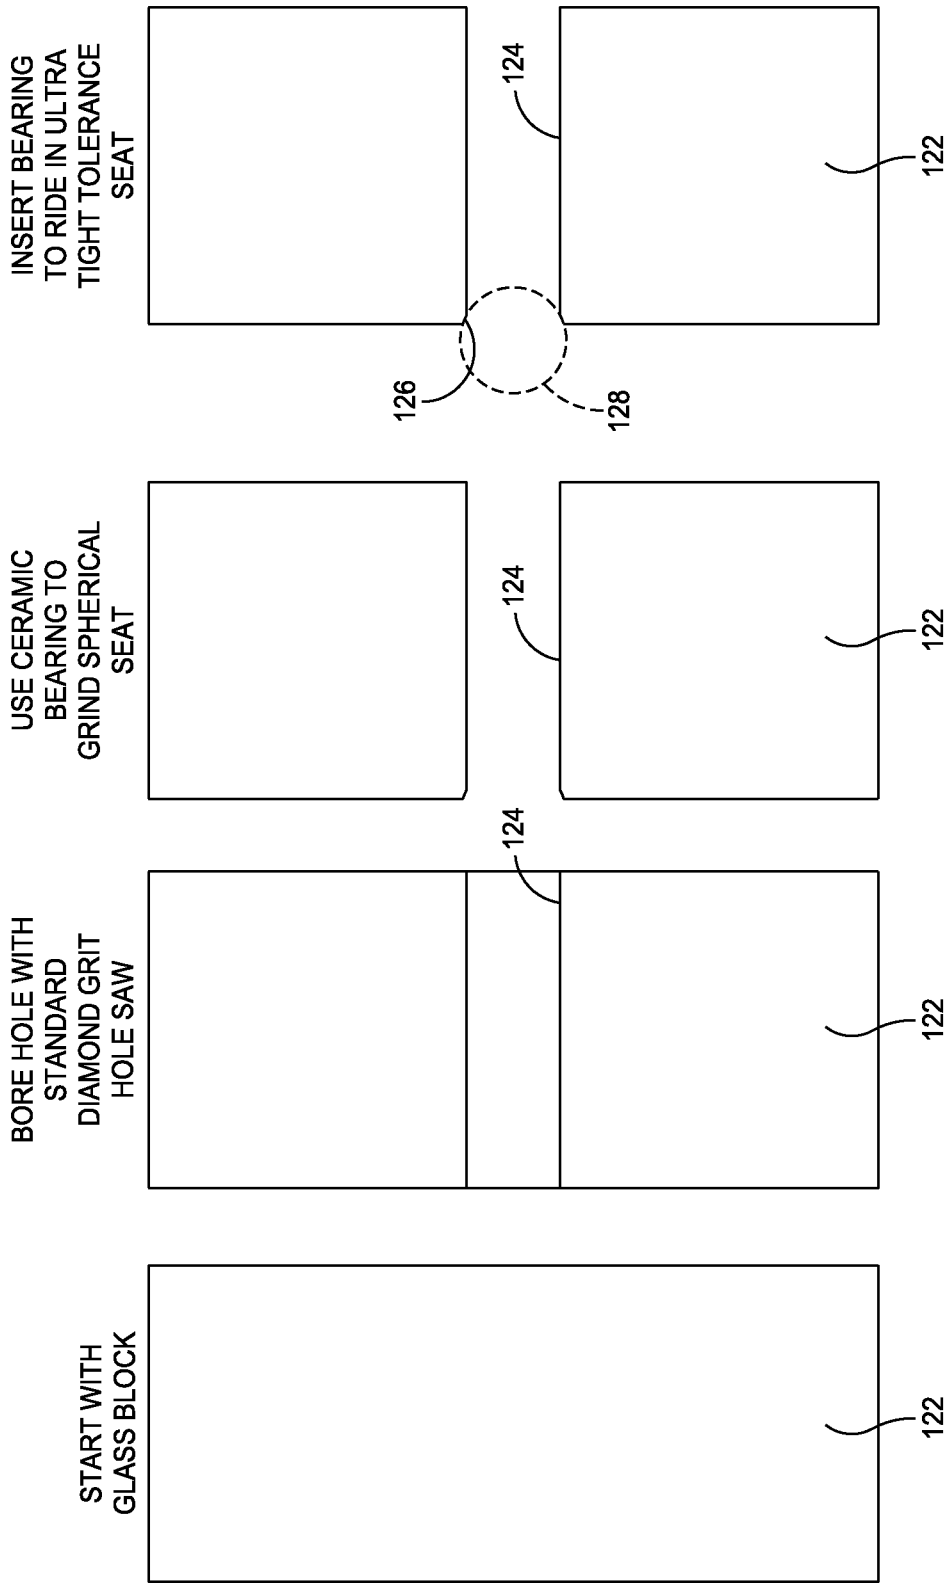 START WITH
GLASS BLOCK
122
BORE HOLE WITH
STANDARD
DIAMOND GRIT
HOLE SAW
124
122
USE CERAMIC
BEARING TO
GRIND SPHERICAL
SEAT
124
122
INSERT BEARING
TO RIDE IN ULTRA
TIGHT TOLERANCE
SEAT
126
128
124
122